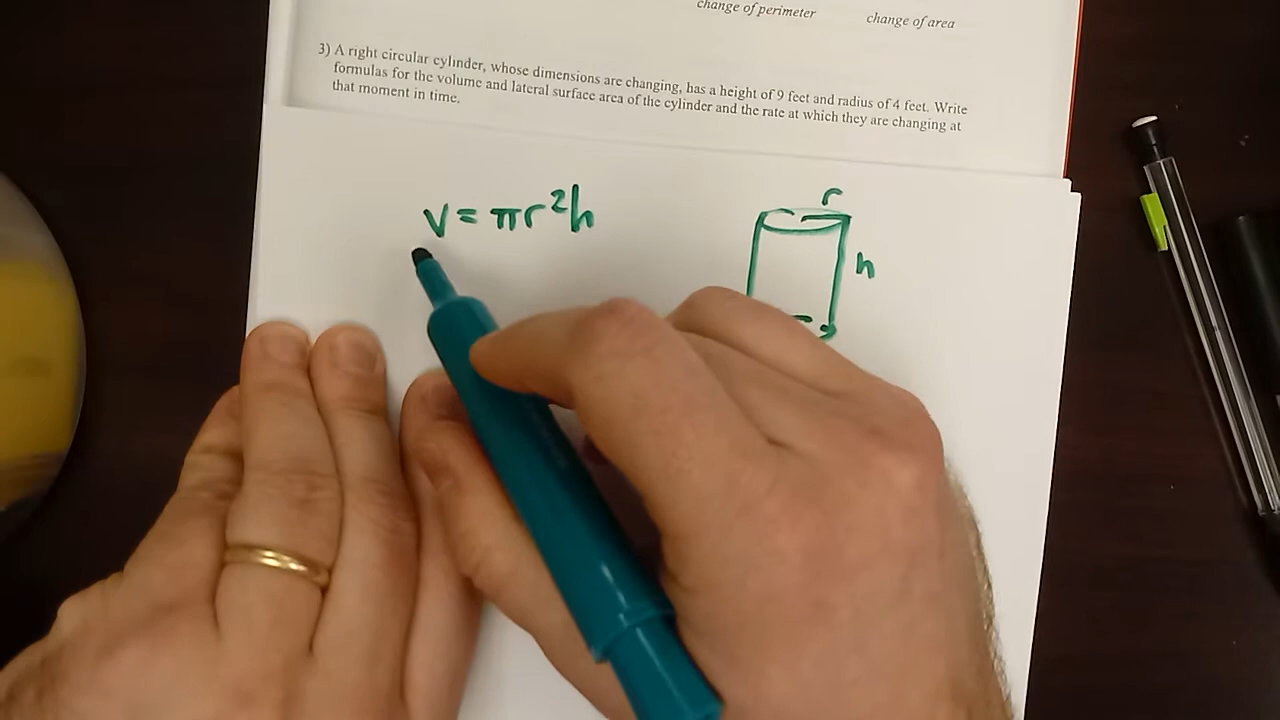 change of perimeter change of area
3) A right circular cylinder, whose dimensions are changing, has a height of 9 feet and radius of 4 feet. Write
formulas for the volume and lateral surface area of the cylinder and the rate at which they are changing at
that moment in time.
V = πr²h
r
h